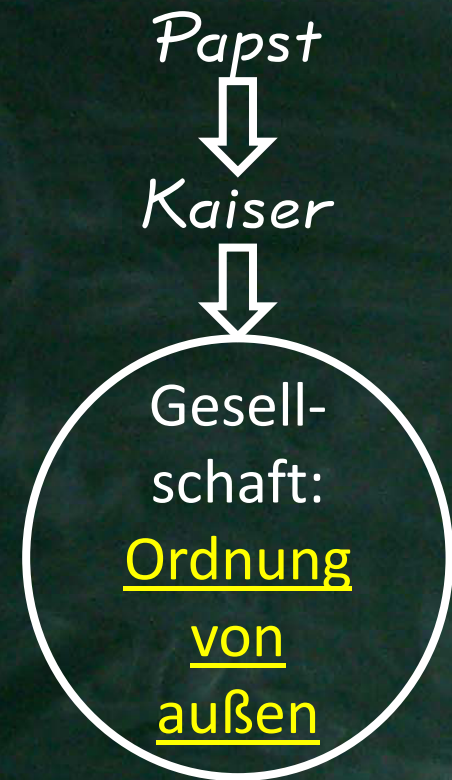 Papst
Kaiser
Gesell-
schaft:
Ordnung
von
außen